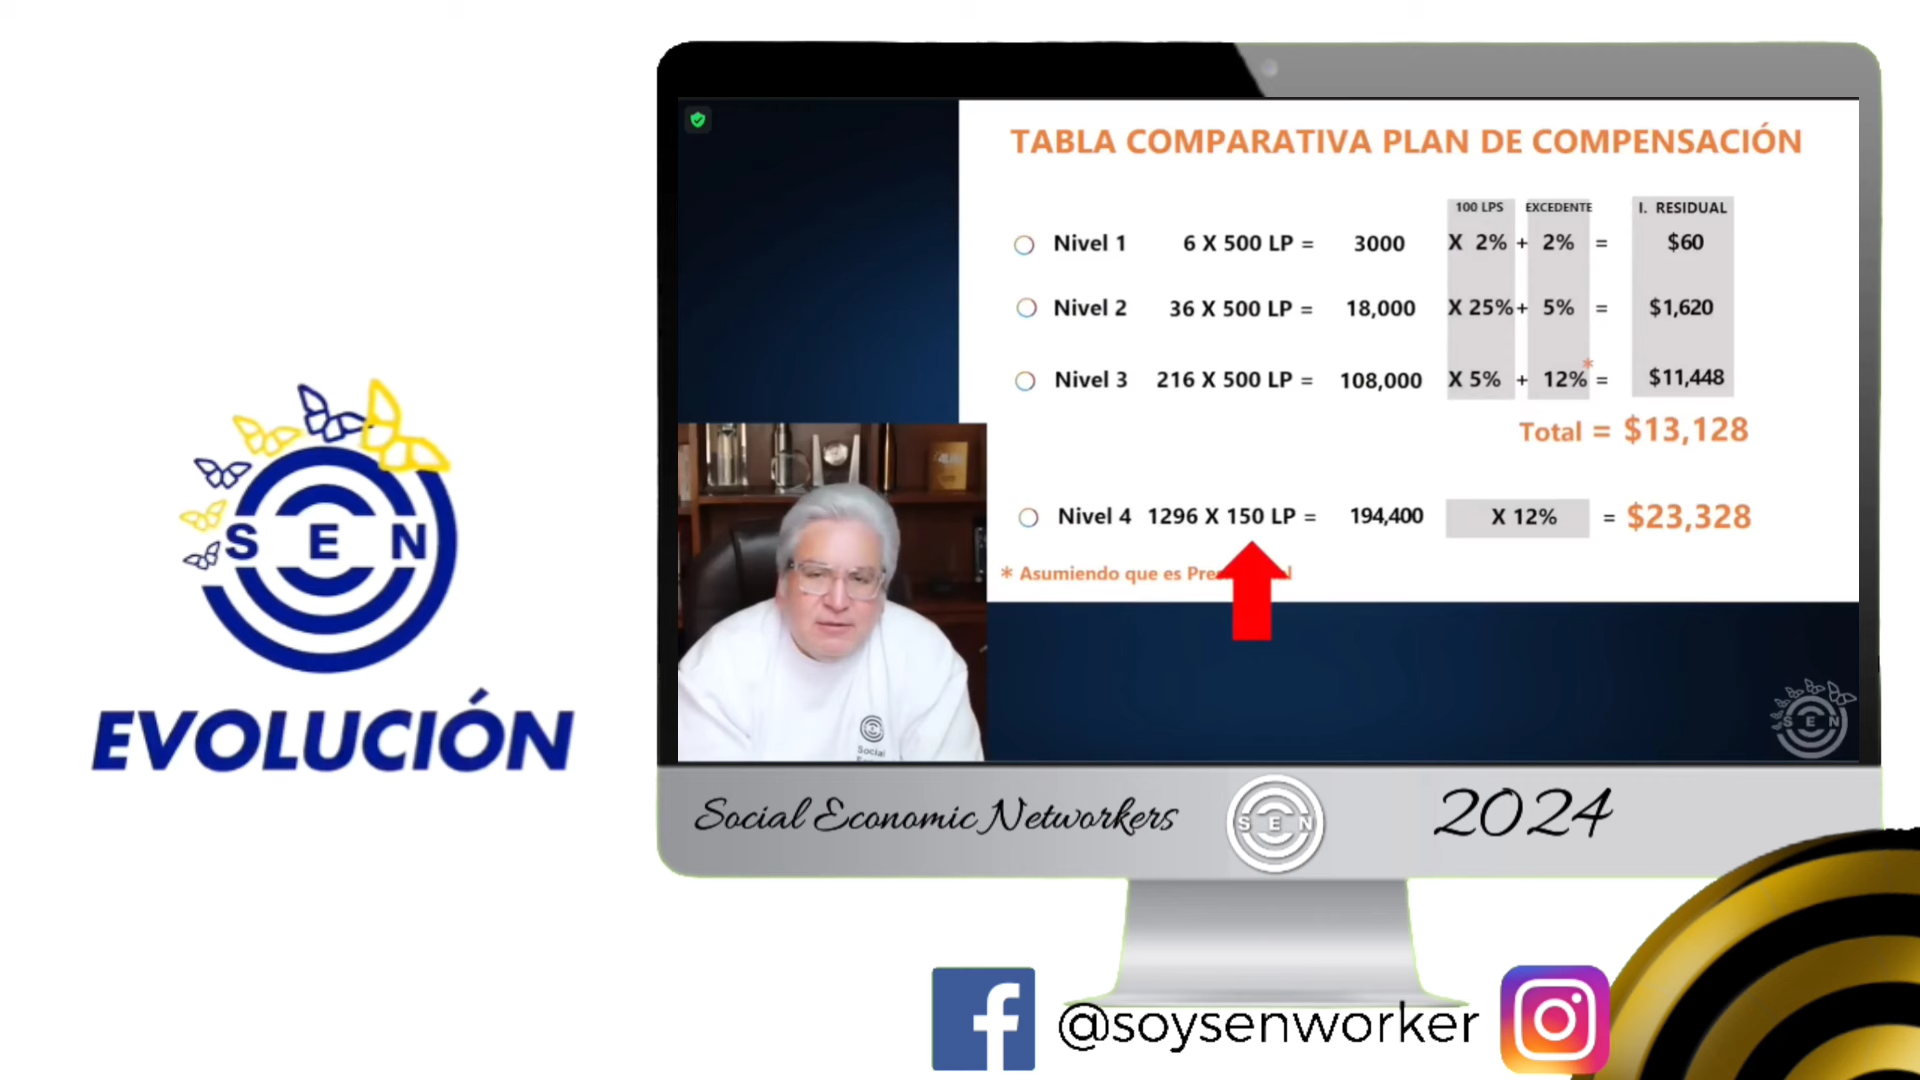 S E N
EVOLUCIÓN
TABLA COMPARATIVA PLAN DE COMPENSACIÓN
100 LPS EXCEDENTE I. RESIDUAL
Nivel 1 6 X 500 LP = 3000 X 2% + 2% = $60
Nivel 2 36 X 500 LP = 18,000 X 25% + 5% = $1,620
Nivel 3 216 X 500 LP = 108,000 X 5% + 12%* = $11,448
Total = $13,128
Nivel 4 1296 X 150 LP = 194,400 X 12% = $23,328
* Asumiendo que es
Social
S E N
Social Economic Networkers S E N 2024
@soysenworker